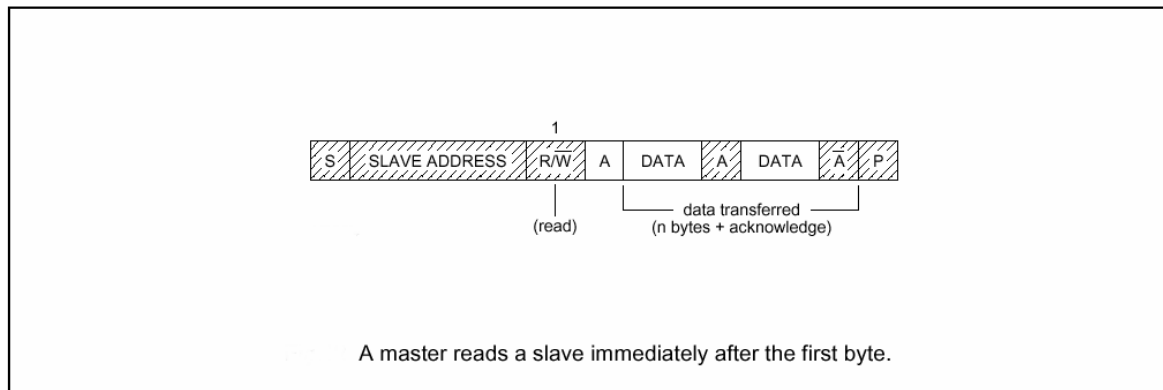 1
S SLAVE ADDRESS R/W̅ A DATA A DATA A̅ P
(read)
data transferred
(n bytes + acknowledge)
A master reads a slave immediately after the first byte.